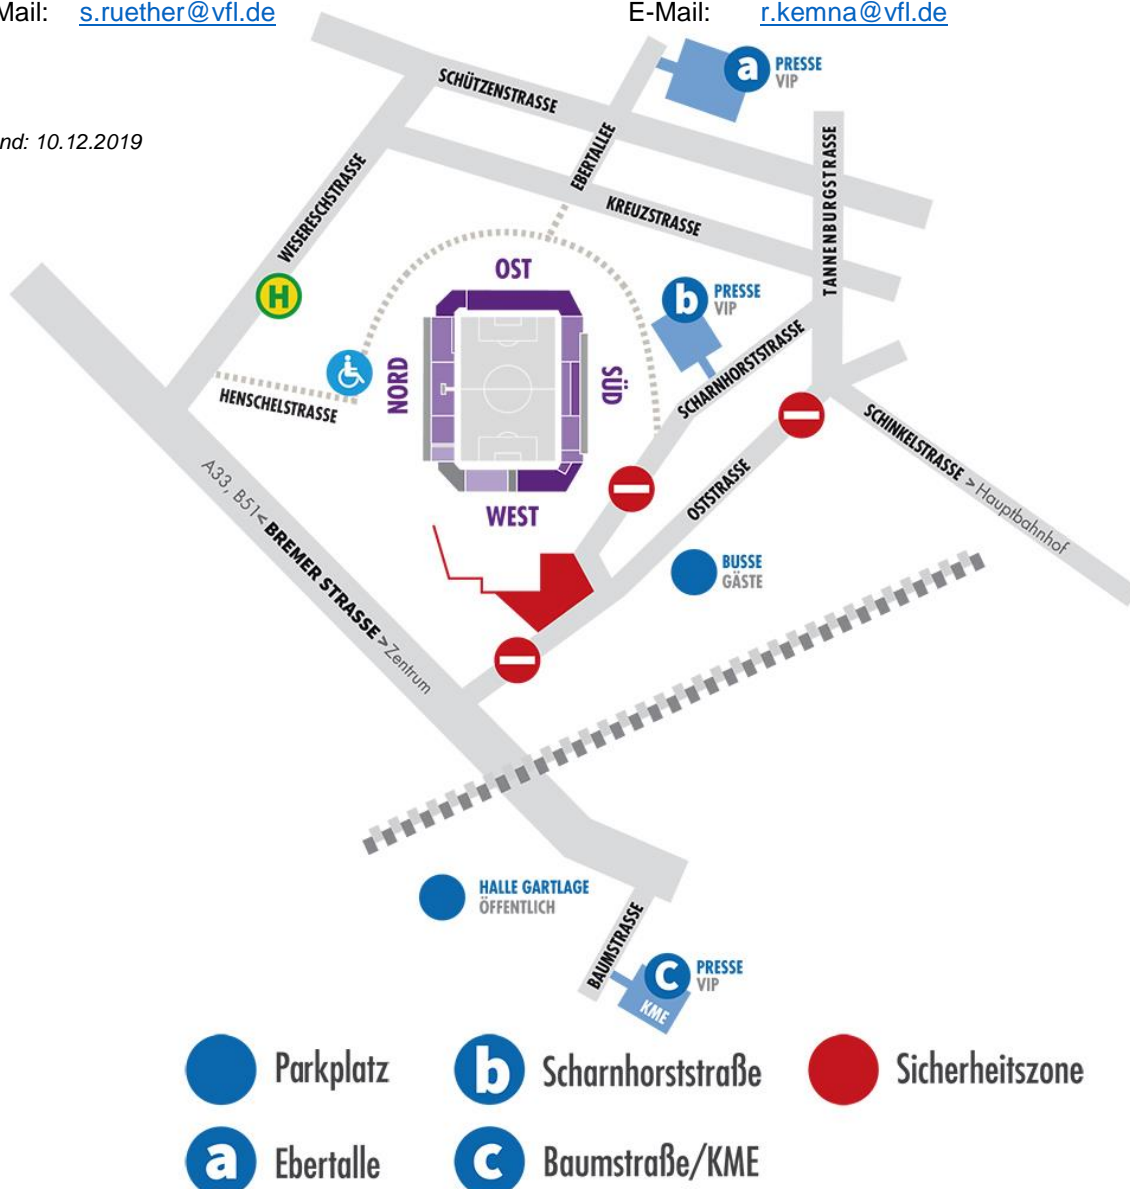 Mail: s.ruether@vfl.de
E-Mail: r.kemna@vfl.de
nd: 10.12.2019
a
PRESSE
VIP
SCHÜTZENSTRASSE
EBERTALLEE
TANNENBURGSTRASSE
WESERESCHSTRASSE
KREUZSTRASSE
OST
H
b
PRESSE
VIP
NORD
SÜD
SCHARNHORSTSTRASSE
HENSCHELSTRASSE
SCHINKELSTRASSE > Hauptbahnhof
OSTSTRASSE
WEST
A33, B51 < BREMER STRASSE > Zentrum
BUSSE
GÄSTE
HALLE GARTLAGE
ÖFFENTLICH
BAUMSTRASSE
C
PRESSE
VIP
KME
Parkplatz
b
Scharnhorststraße
Sicherheitszone
a
Ebertalle
C
Baumstraße/KME